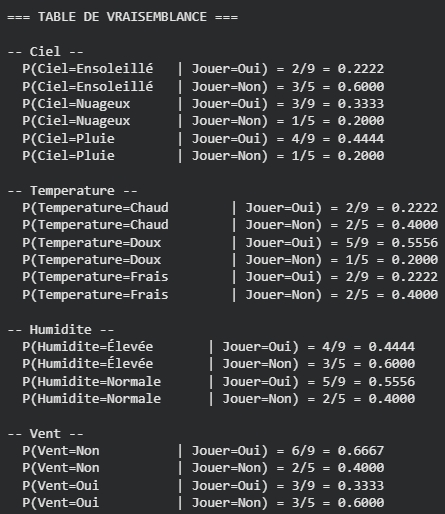 === TABLE DE VRAISEMBLANCE ===
-- Ciel --
P(Ciel=Ensoleillé | Jouer=Oui) = 2/9 = 0.2222
P(Ciel=Ensoleillé | Jouer=Non) = 3/5 = 0.6000
P(Ciel=Nuageux | Jouer=Oui) = 3/9 = 0.3333
P(Ciel=Nuageux | Jouer=Non) = 1/5 = 0.2000
P(Ciel=Pluie | Jouer=Oui) = 4/9 = 0.4444
P(Ciel=Pluie | Jouer=Non) = 1/5 = 0.2000
-- Temperature --
P(Temperature=Chaud | Jouer=Oui) = 2/9 = 0.2222
P(Temperature=Chaud | Jouer=Non) = 2/5 = 0.4000
P(Temperature=Doux | Jouer=Oui) = 5/9 = 0.5556
P(Temperature=Doux | Jouer=Non) = 1/5 = 0.2000
P(Temperature=Frais | Jouer=Oui) = 2/9 = 0.2222
P(Temperature=Frais | Jouer=Non) = 2/5 = 0.4000
-- Humidite --
P(Humidite=Élevée | Jouer=Oui) = 4/9 = 0.4444
P(Humidite=Élevée | Jouer=Non) = 3/5 = 0.6000
P(Humidite=Normale | Jouer=Oui) = 5/9 = 0.5556
P(Humidite=Normale | Jouer=Non) = 2/5 = 0.4000
-- Vent --
P(Vent=Non | Jouer=Oui) = 6/9 = 0.6667
P(Vent=Non | Jouer=Non) = 2/5 = 0.4000
P(Vent=Oui | Jouer=Oui) = 3/9 = 0.3333
P(Vent=Oui | Jouer=Non) = 3/5 = 0.6000